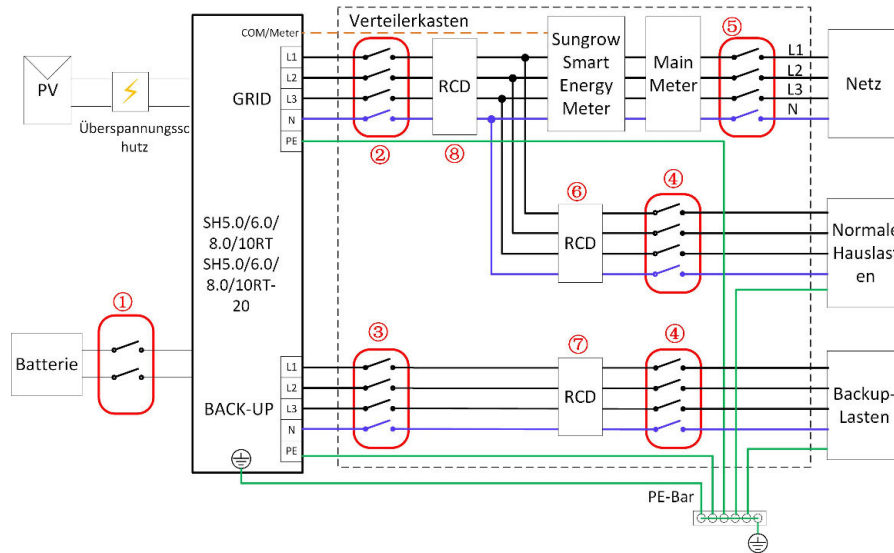 Verteilerkasten
COM/Meter
L1
L2
L3
N
PE
GRID
PV
Überspannungssc
hutz
②
RCD
⑧
Sungrow
Smart
Energy
Meter
Main
Meter
⑤
L1
L2
L3
N
Netz
SH5.0/6.0/
8.0/10RT
SH5.0/6.0/
8.0/10RT-
20
⑥
RCD
④
Normale
Hauslast
en
①
Batterie
BACK-UP
L1
L2
L3
N
PE
③
⑦
RCD
④
Backup-
Lasten
PE-Bar